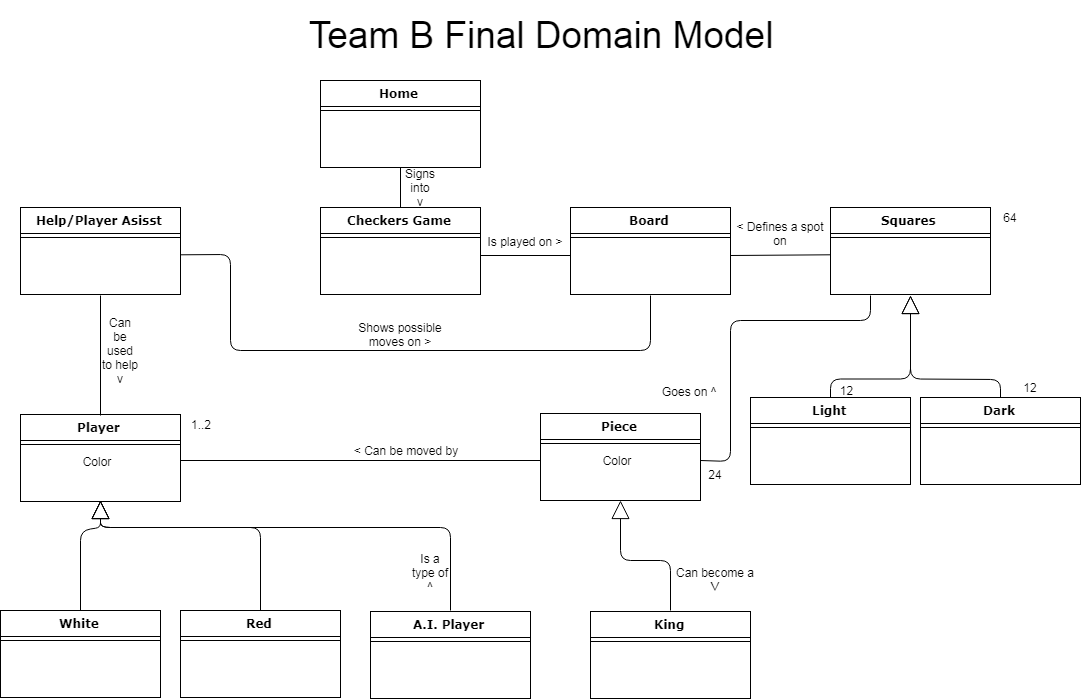 Team B Final Domain Model
Home
Signs
into
v
Help/Player Asisst
Checkers Game
Is played on >
Board
< Defines a spot
on
Squares
64
Can
be
used
to help
v
Shows possible
moves on >
Goes on ^
12
12
Light
Dark
Player
1..2
Color
< Can be moved by
Piece
Color
24
Is a
type of
^
Can become a
\/
White
Red
A.I. Player
King